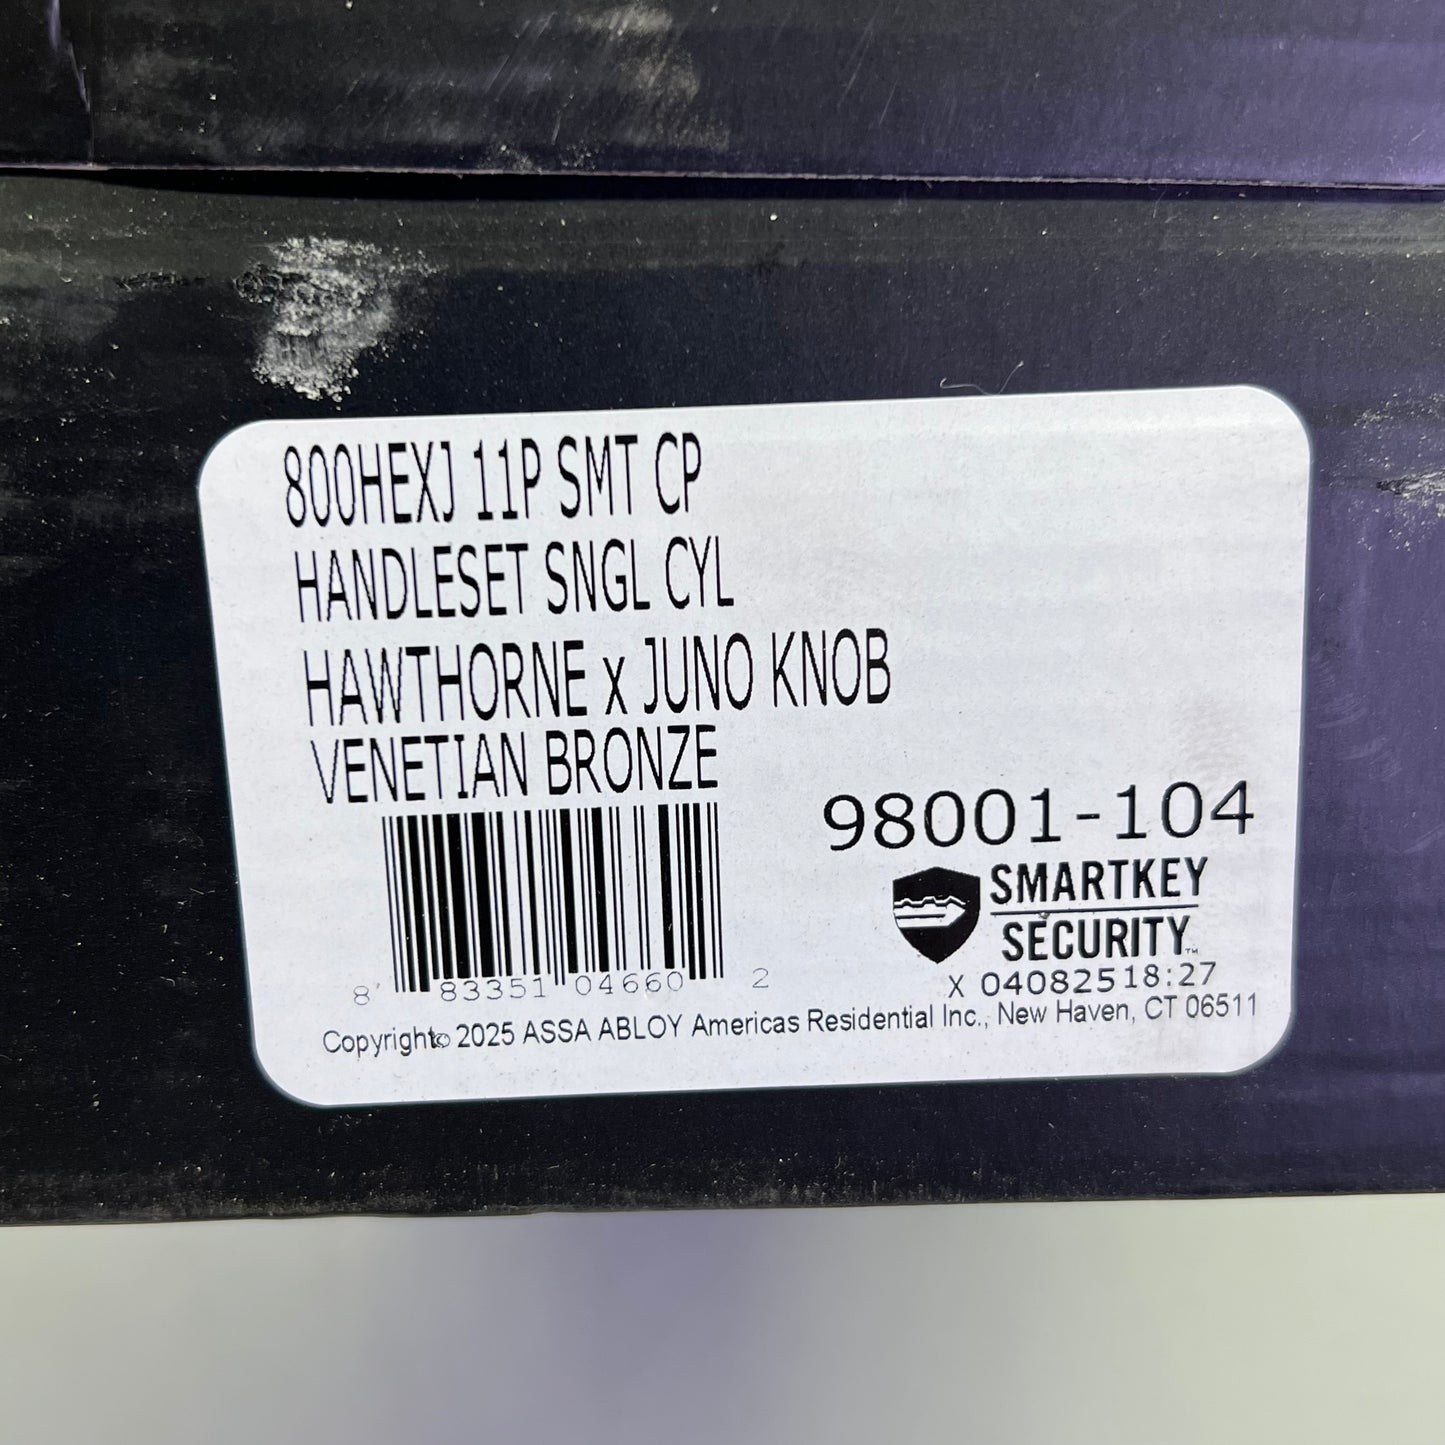 800HEXJ 11P SMT CP
HANDLESET SNGL CYL
HAWTHORNE x JUNO KNOB
VENETIAN BRONZE
98001-104
SMARTKEY
SECURITY™
8 83351 04660 2
X 04082518:27
Copyright© 2025 ASSA ABLOY Americas Residential Inc., New Haven, CT 06511